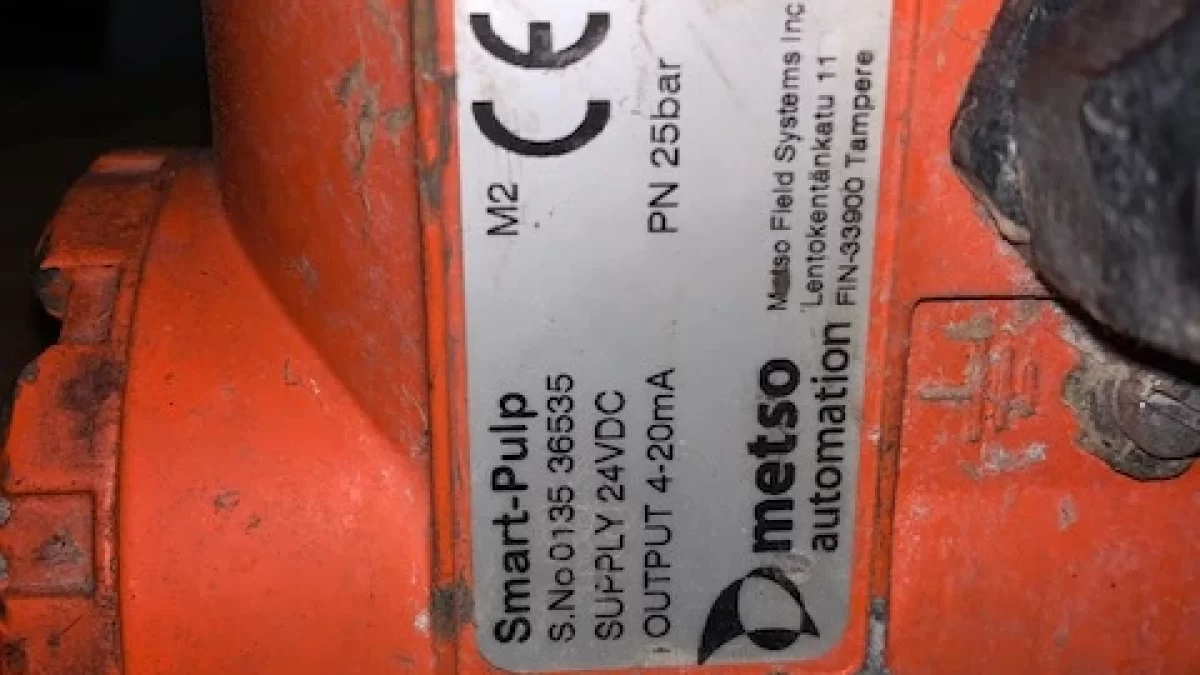 Smart-Pulp M2
S.No 0135 36535
SUPPLY 24VDC
OUTPUT 4-20mA PN 25bar
CE
metso
automation
Metso Field Systems Inc
Lentokentänkatu 11
FIN-33900 Tampere